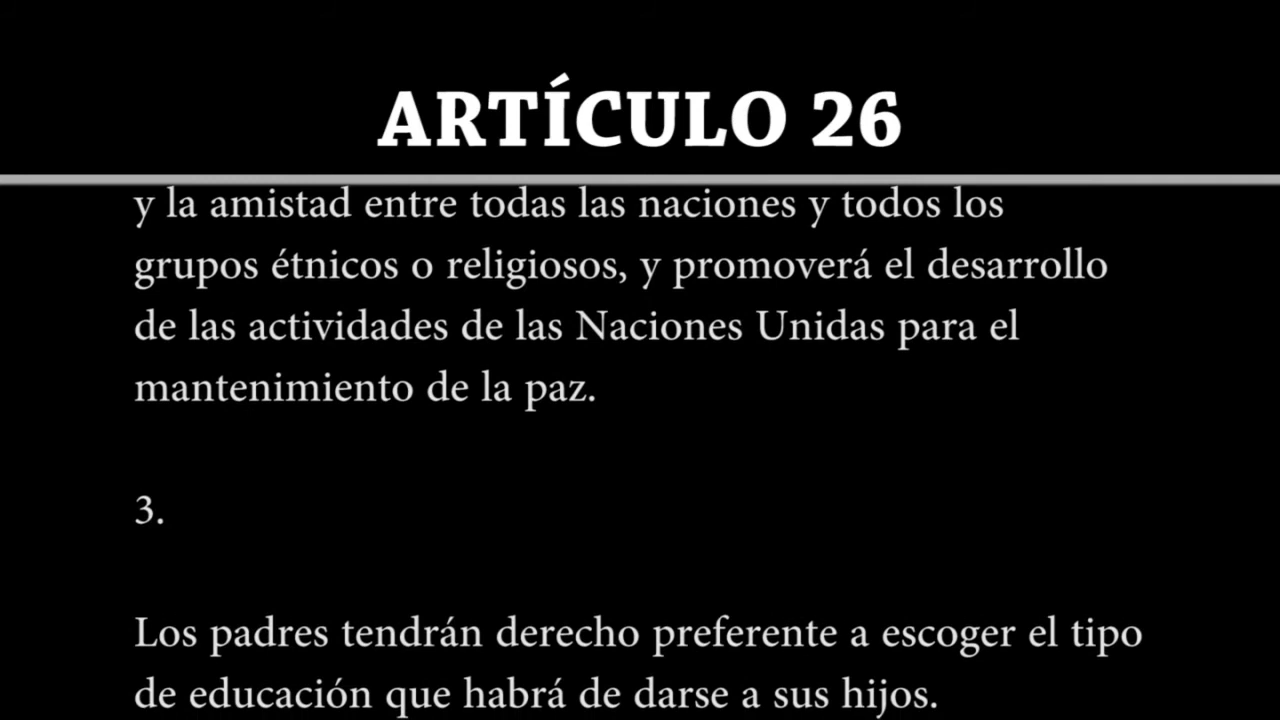 ARTÍCULO 26
y la amistad entre todas las naciones y todos los
grupos étnicos o religiosos, y promoverá el desarrollo
de las actividades de las Naciones Unidas para el
mantenimiento de la paz.
3.
Los padres tendrán derecho preferente a escoger el tipo
de educación que habrá de darse a sus hijos.